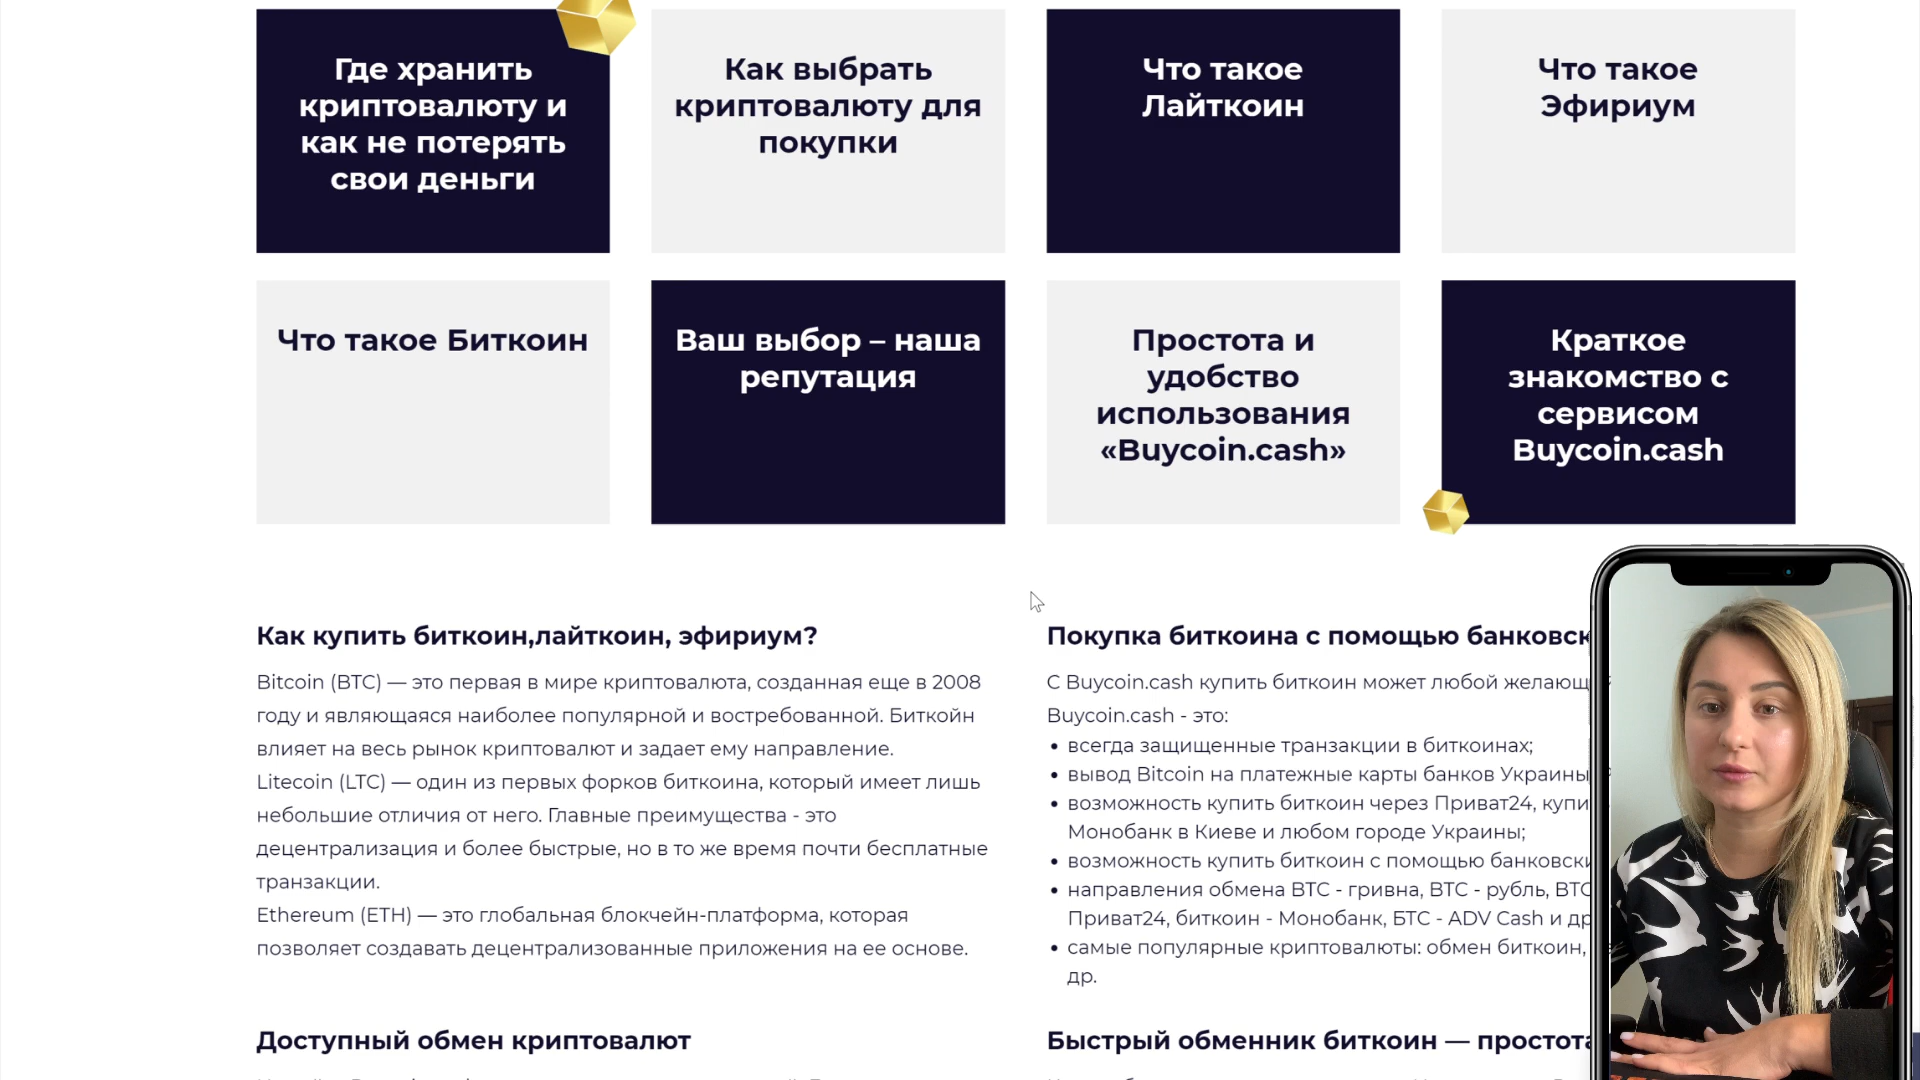 Где хранить
криптовалюту и
как не потерять
свои деньги
Как выбрать
криптовалюту для
покупки
Что такое
Лайткоин
Что такое
Эфириум
Что такое Биткоин
Ваш выбор – наша
репутация
Простота и
удобство
использования
«Buycoin.cash»
Краткое
знакомство с
сервисом
Buycoin.cash
Как купить биткоин,лайткоин, эфириум?
Bitcoin (BTC) — это первая в мире криптовалюта, созданная еще в 2008
году и являющаяся наиболее популярной и востребованной. Биткойн
влияет на весь рынок криптовалют и задает ему направление.
Litecoin (LTC) — один из первых форков биткоина, который имеет лишь
небольшие отличия от него. Главные преимущества - это
децентрализация и более быстрые, но в то же время почти бесплатные
транзакции.
Ethereum (ETH) — это глобальная блокчейн-платформа, которая
позволяет создавать децентрализованные приложения на ее основе.
Покупка биткоина с помощью
С Buycoin.cash купить биткоин может любой
Buycoin.cash - это:
• всегда защищенные транзакции в биткоинах;
• вывод Bitcoin на платежные карты банков Украины
• возможность купить биткоин через Приват24,
Монобанк в Киеве и любом городе Украины;
• возможность купить биткоин с помощью
• направления обмена BTC - гривна, BTC - рубль, BTC
Приват24, биткоин - Монобанк, БТС - ADV Cash и
• самые популярные криптовалюты: обмен биткоин,
др.
Доступный обмен криптовалют
Быстрый обменник биткоин — простота